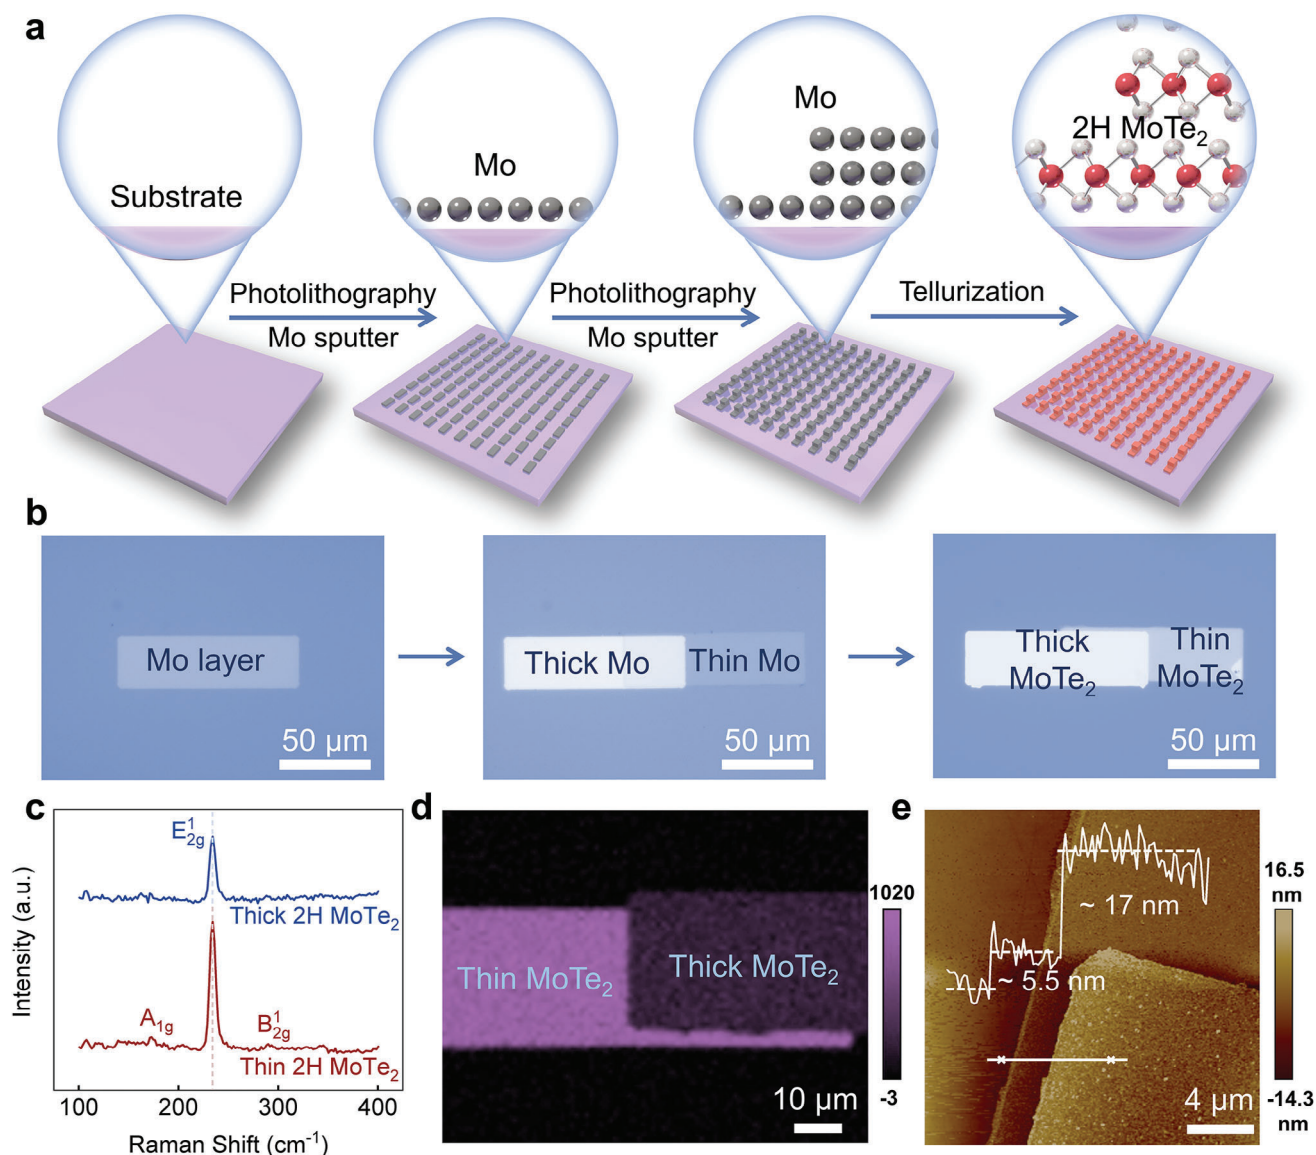 a
Substrate
Mo
Mo
2H MoTe₂
Photolithography
Mo sputter
Photolithography
Mo sputter
Tellurization
b
Mo layer
50 μm
Thick Mo
Thin Mo
50 μm
Thick
MoTe₂
Thin
MoTe₂
50 μm
c
Intensity (a.u.)
E¹₂g
Thick 2H MoTe₂
A₁g
B¹₂g
Thin 2H MoTe₂
100
200
300
400
Raman Shift (cm⁻¹)
d
Thin MoTe₂
Thick MoTe₂
10 μm
1020
-3
e
~ 17 nm
~ 5.5 nm
4 μm
16.5
nm
-14.3
nm